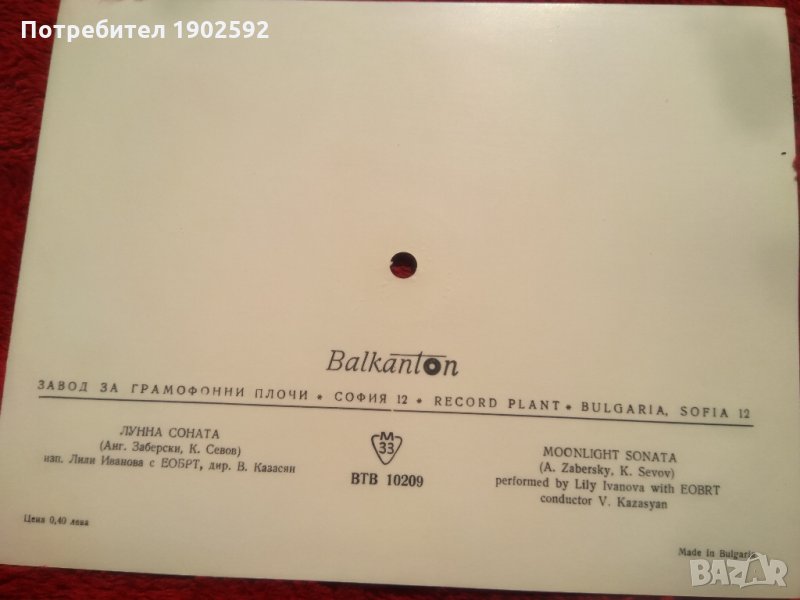 Потребител 1902592
Balkanton
ЗАВОД ЗА ГРАМОФОННИ ПЛОЧИ * СОФИЯ 12 * RECORD PLANT * BULGARIA, SOFIA 12
ЛУННА СОНАТА
(Анг. Заберски, К. Севов)
изп. Лили Иванова с ЕОБРТ, дир. В. Казасян
M
33
ВТВ 10209
MOONLIGHT SONATA
(A. Zabersky, K. Sevov)
performed by Lily Ivanova with EOBRT
conductor V. Kazasyan
Цена 0,40 лева
Made in Bulgaria
BAZAR